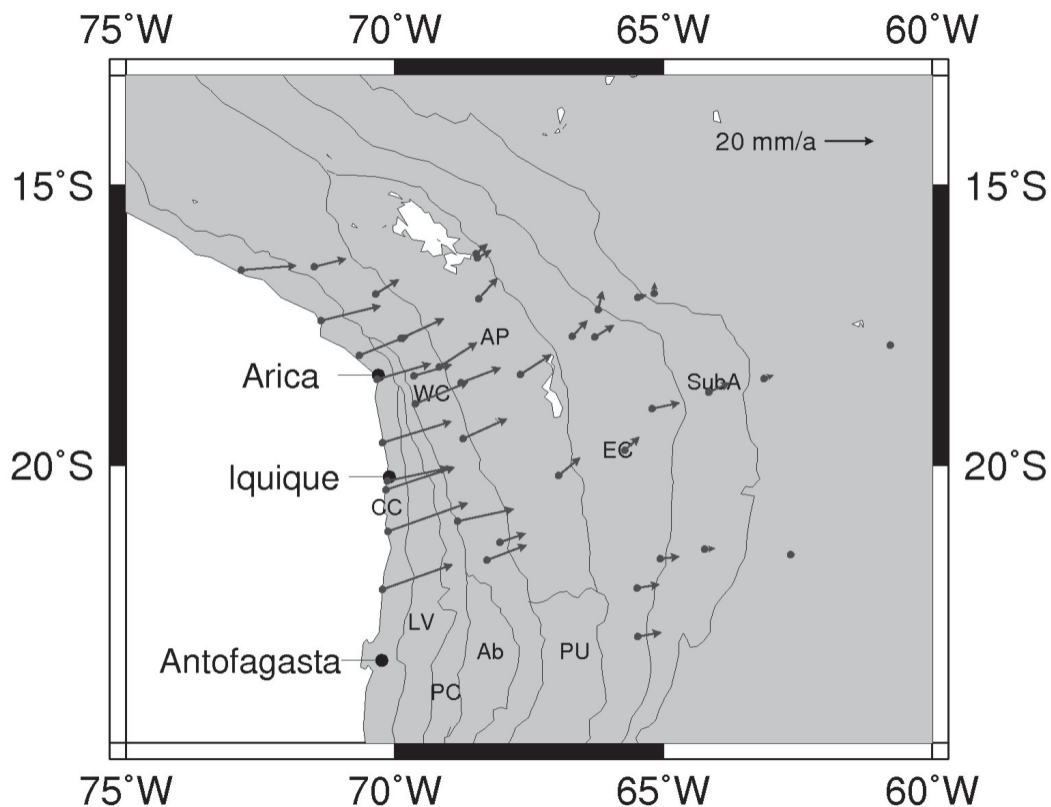 75˚W 70˚W 65˚W 60˚W
20 mm/a
15˚S 15˚S
AP
Arica
SubA
WC
EC
20˚S 20˚S
Iquique
CC
LV
Ab
PU
Antofagasta
PC
75˚W 70˚W 65˚W 60˚W